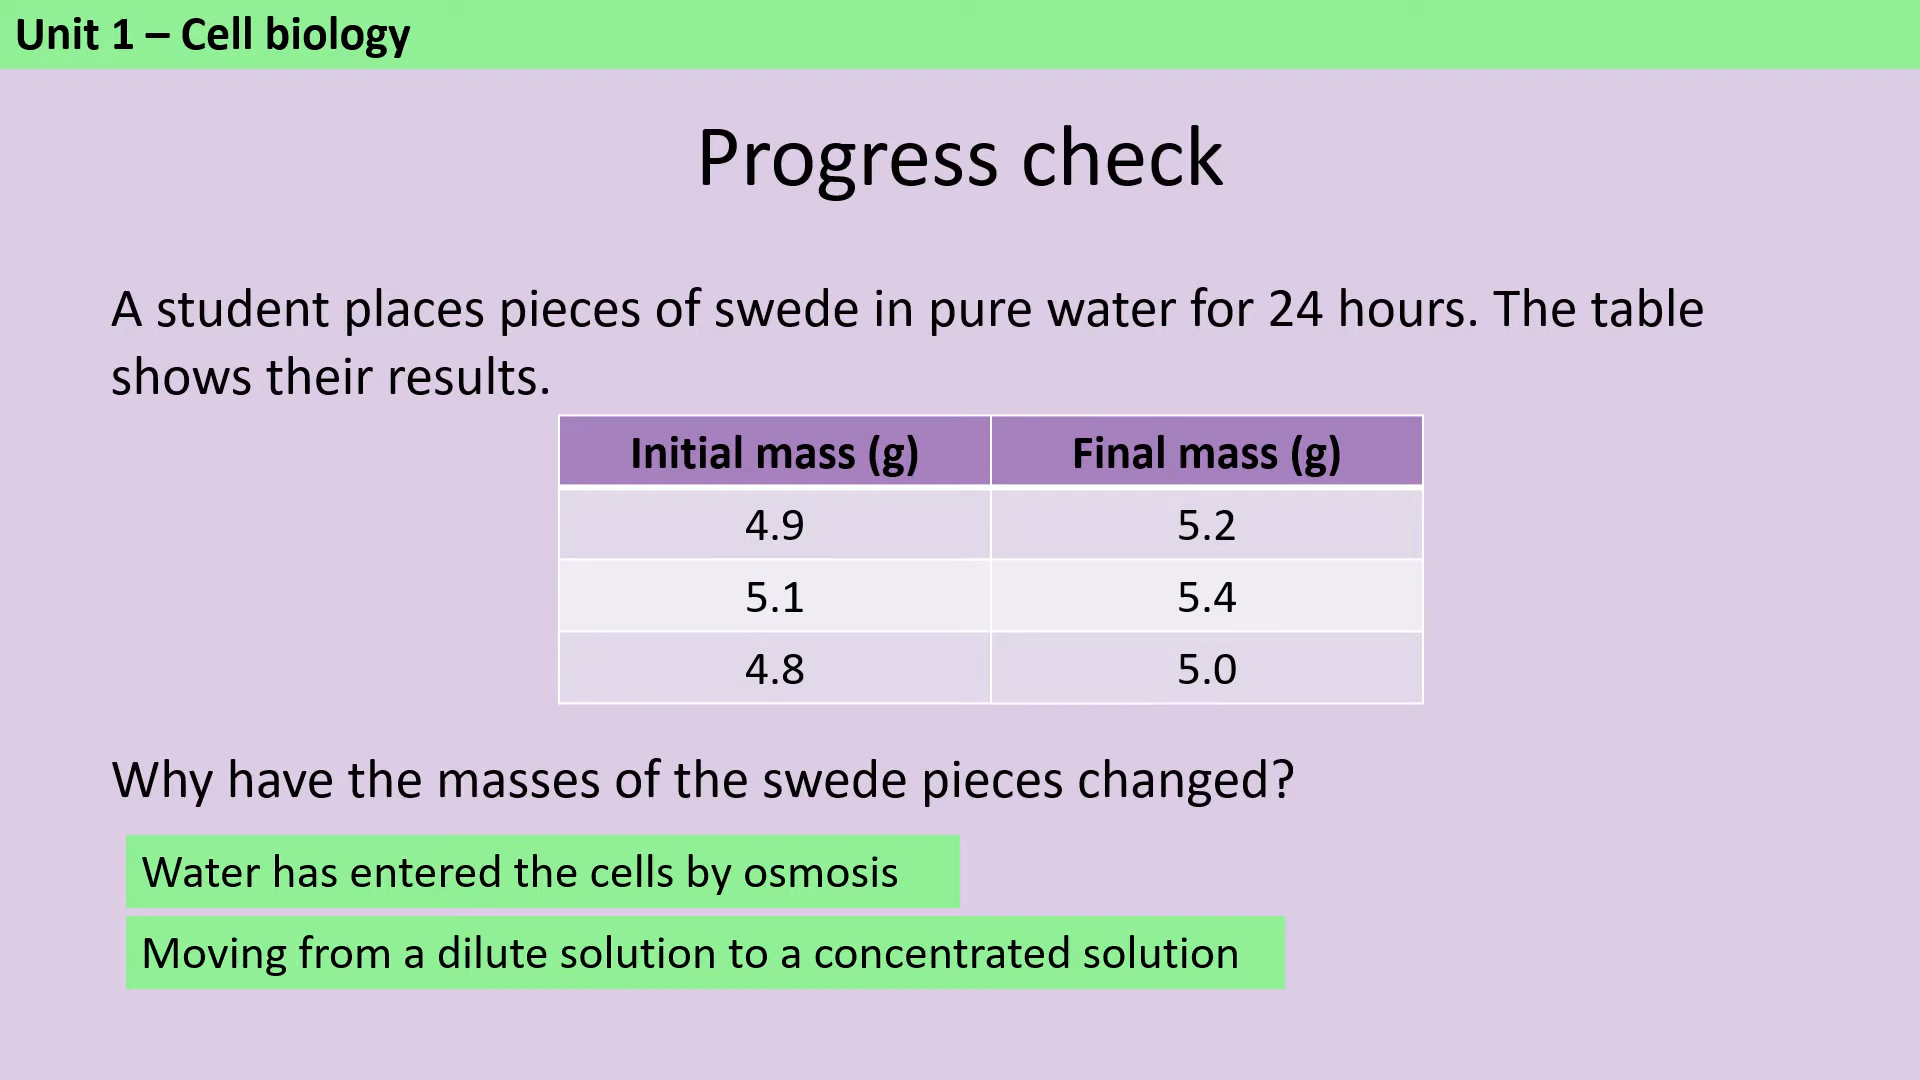 Unit 1 – Cell biology
Progress check
A student places pieces of swede in pure water for 24 hours. The table
shows their results.
Initial mass (g) Final mass (g)
4.9 5.2
5.1 5.4
4.8 5.0
Why have the masses of the swede pieces changed?
Water has entered the cells by osmosis
Moving from a dilute solution to a concentrated solution